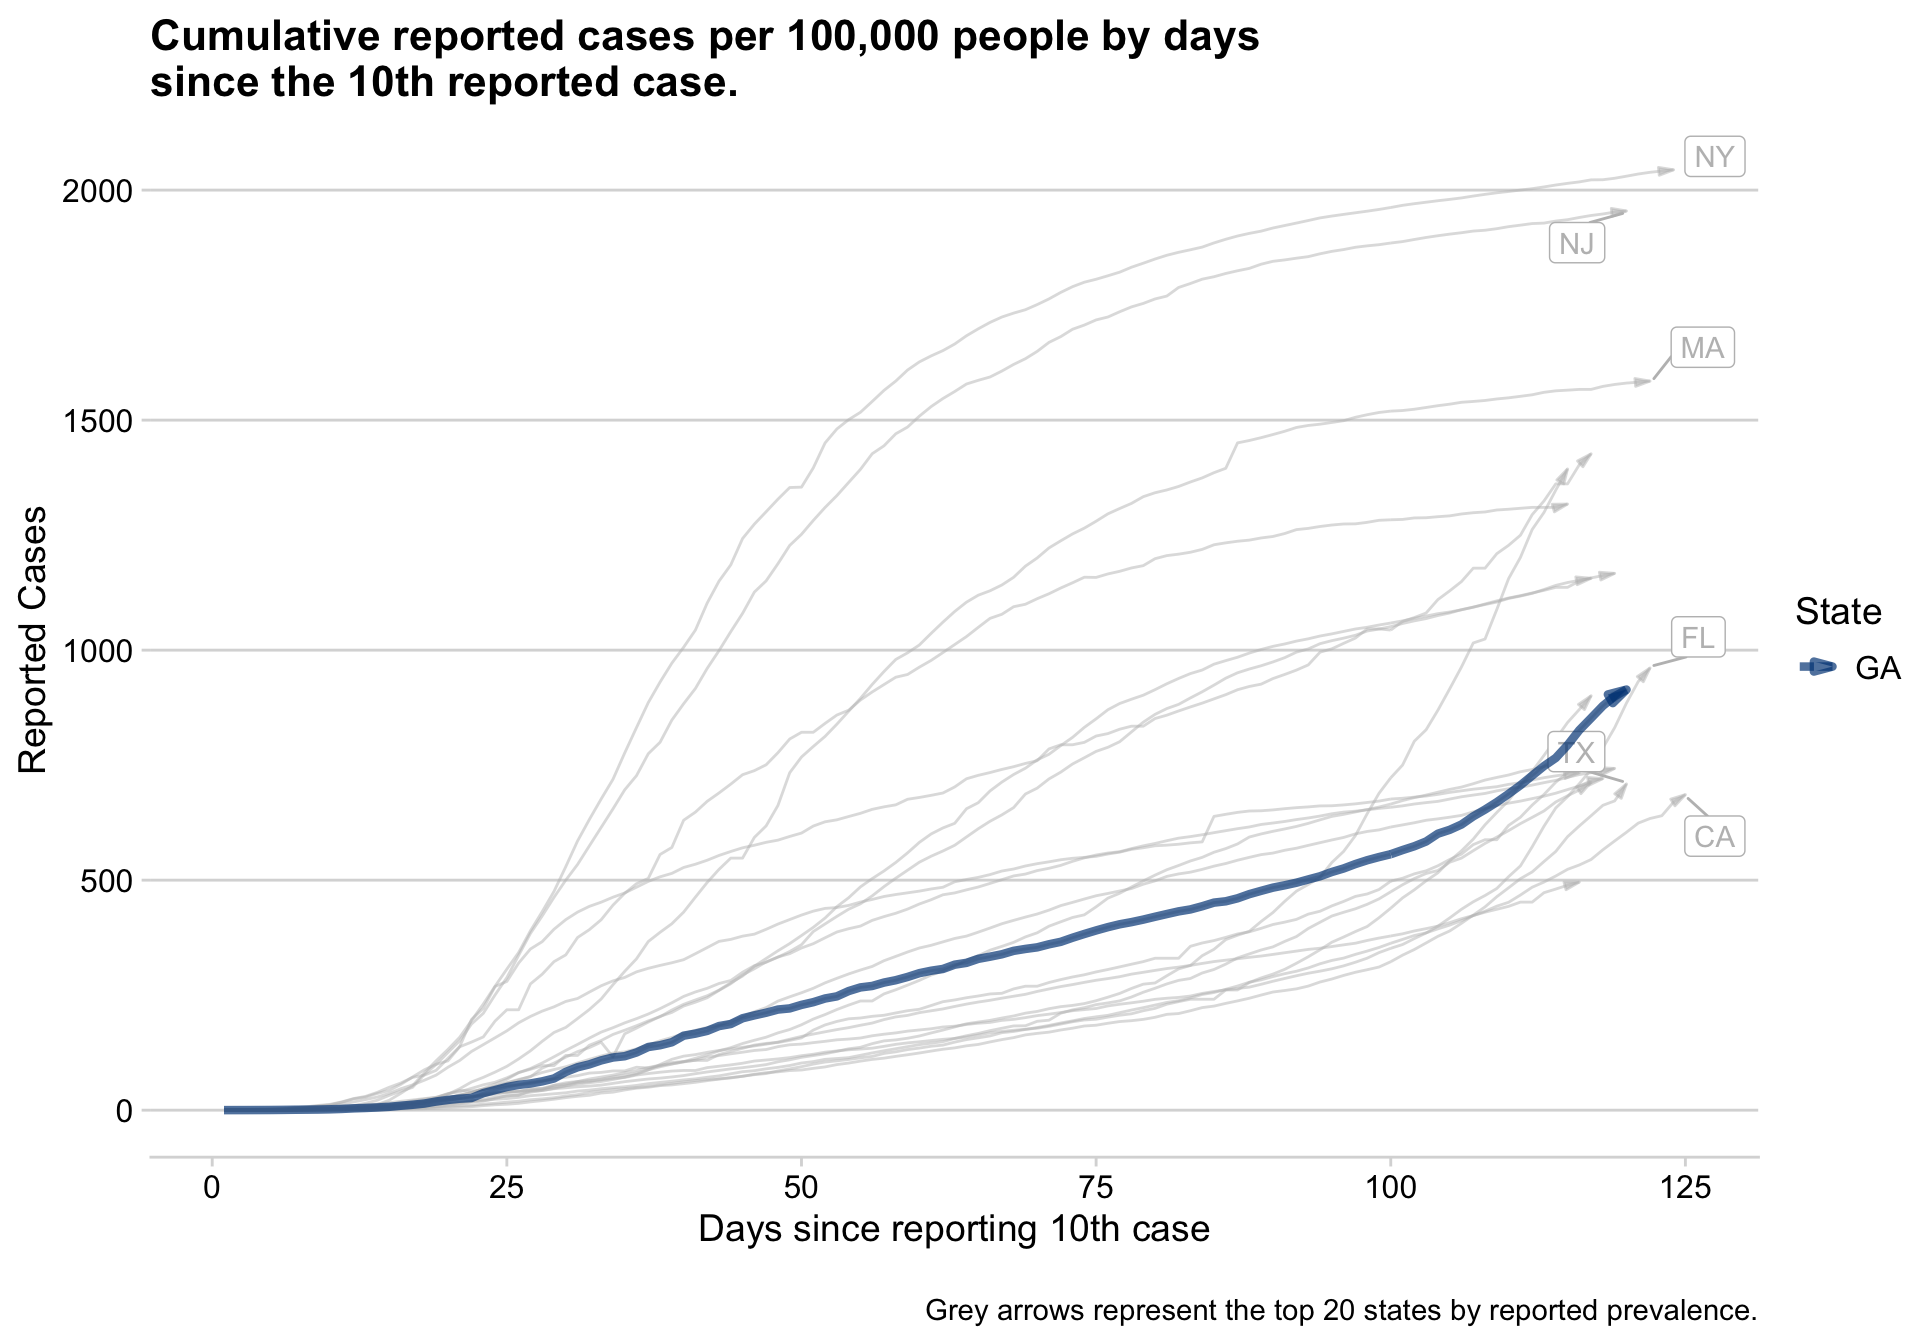 Cumulative reported cases per 100,000 people by days
since the 10th reported case.
NY
2000
NJ
MA
1500
Reported Cases
State
FL
1000
GA
TX
CA
500
0
0 25 50 75 100 125
Days since reporting 10th case
Grey arrows represent the top 20 states by reported prevalence.